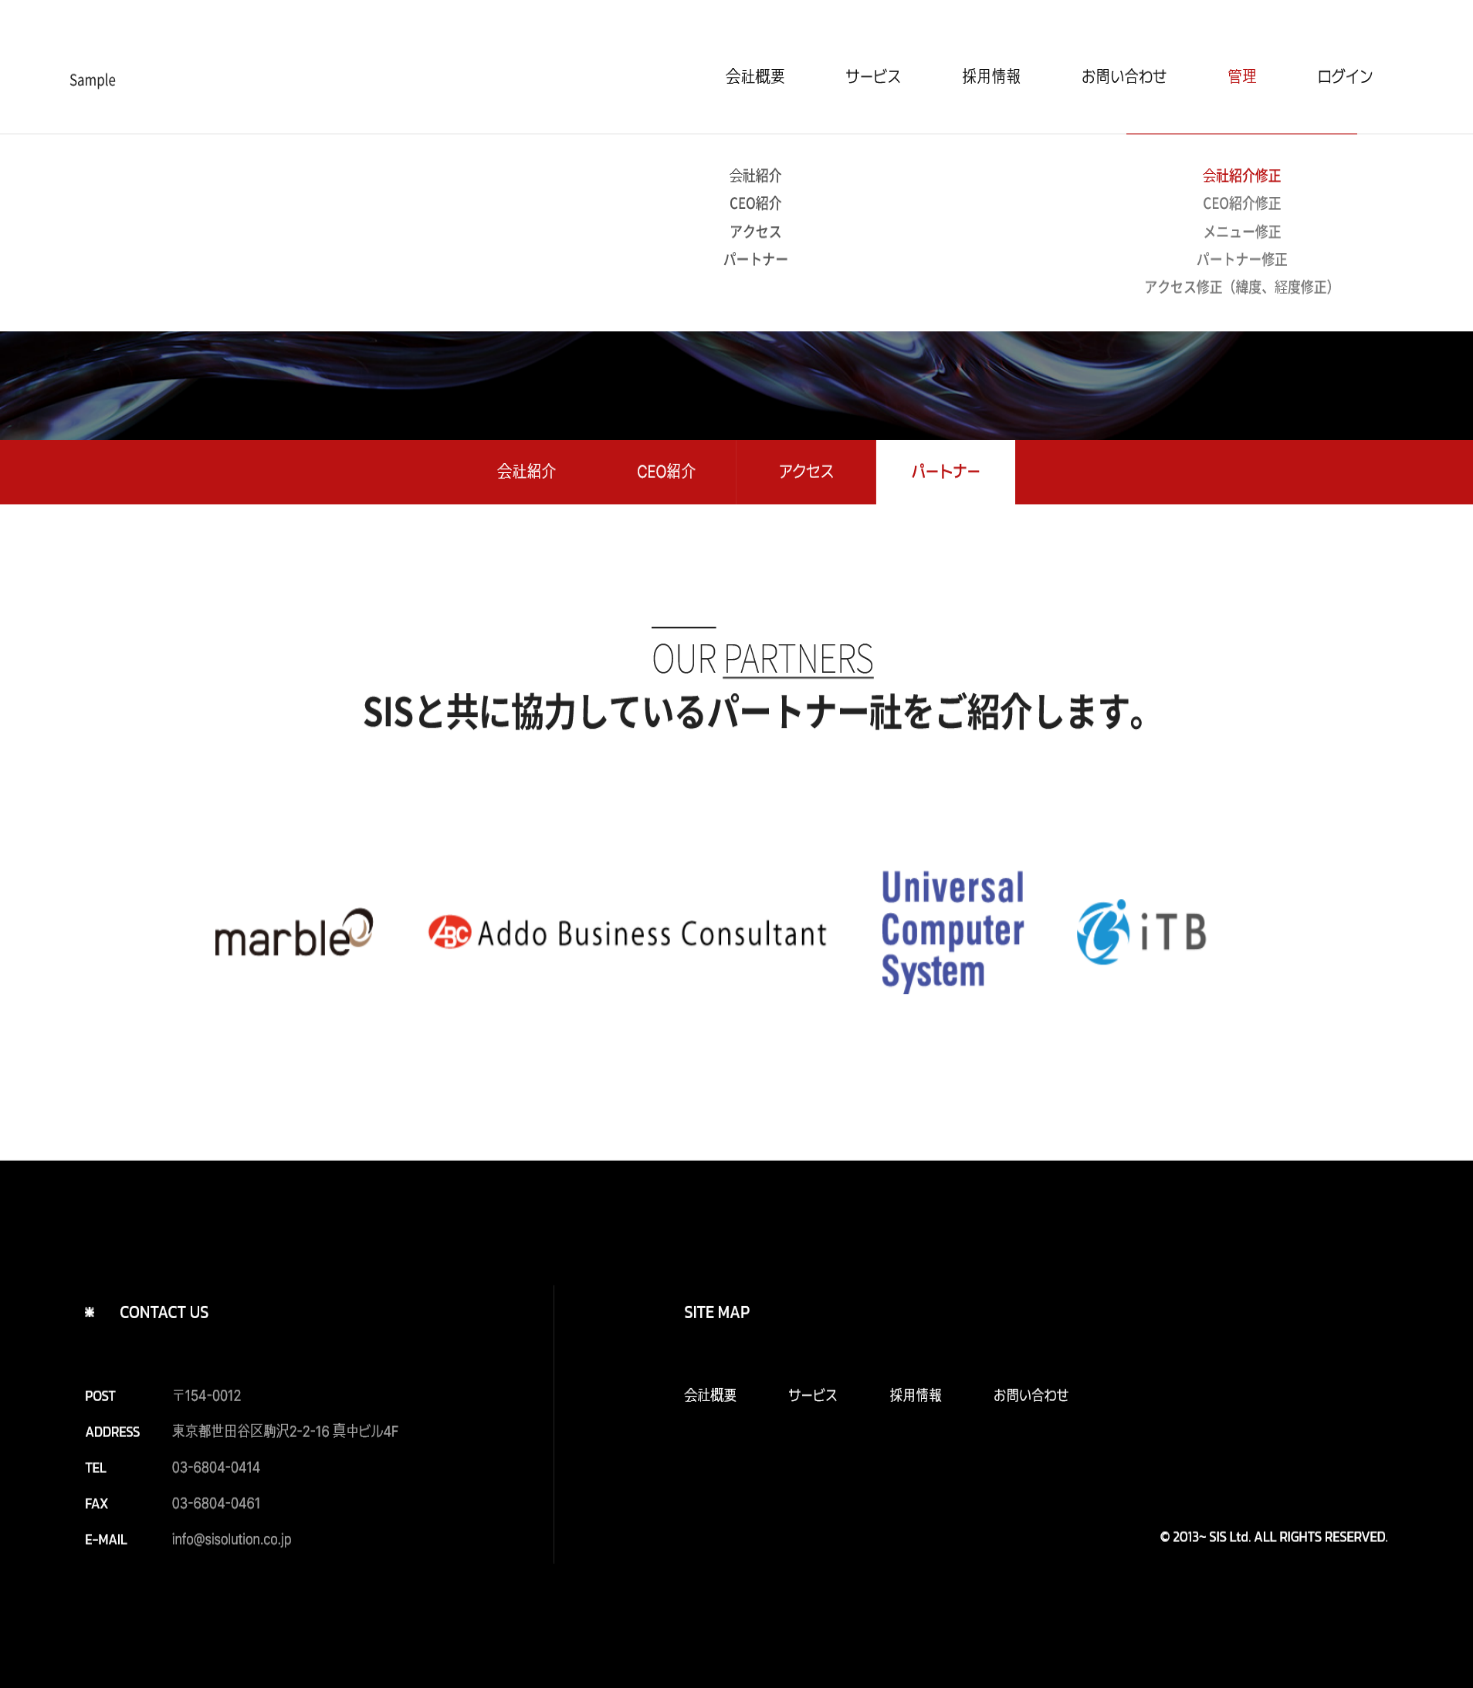 Sample
会社概要 サービス 採用情報 お問い合わせ 管理 ログイン
会社紹介
CEO紹介
アクセス
パートナー
会社紹介修正
CEO紹介修正
メニュー修正
パートナー修正
アクセス修正（緯度、経度修正）
会社紹介 CEO紹介 アクセス パートナー
OUR PARTNERS
SISと共に協力しているパートナー社をご紹介します。
marble
ABC Addo Business Consultant
Universal
Computer
System
iTB
CONTACT US
POST 〒154-0012
ADDRESS 東京都世田谷区駒沢2-2-16 真中ビル4F
TEL 03-6804-0414
FAX 03-6804-0461
E-MAIL info@sisolution.co.jp
SITE MAP
会社概要 サービス 採用情報 お問い合わせ
© 2013~ SIS Ltd. ALL RIGHTS RESERVED.